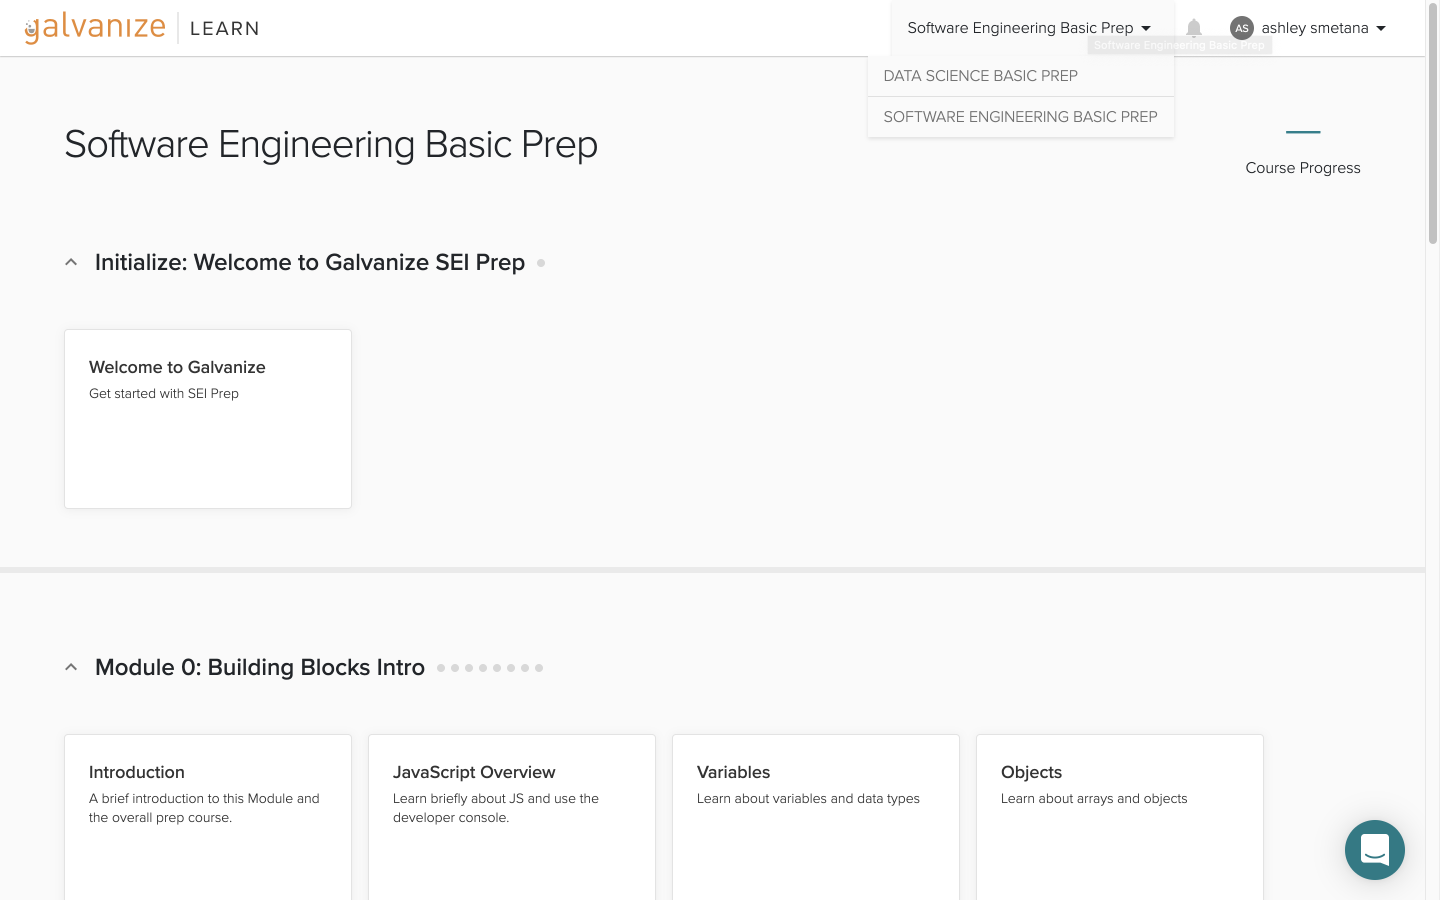 galvanize LEARN
Software Engineering Basic Prep
AS
ashley smetana
Software Engineering Basic Prep
DATA SCIENCE BASIC PREP
SOFTWARE ENGINEERING BASIC PREP
Software Engineering Basic Prep
Course Progress
Initialize: Welcome to Galvanize SEI Prep
Welcome to Galvanize
Get started with SEI Prep
Module 0: Building Blocks Intro
Introduction
A brief introduction to this Module and
the overall prep course.
JavaScript Overview
Learn briefly about JS and use the
developer console.
Variables
Learn about variables and data types
Objects
Learn about arrays and objects